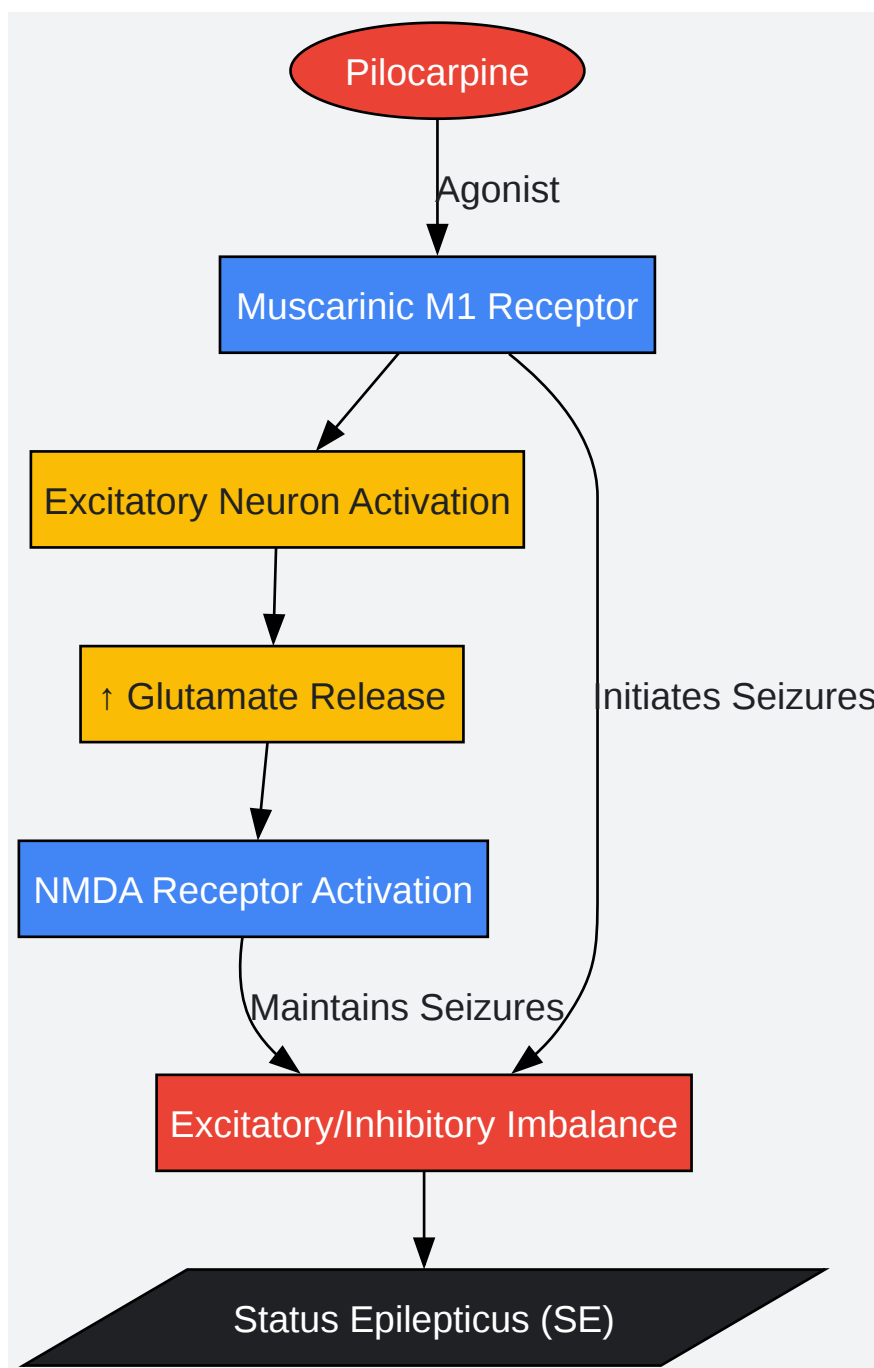 Pilocarpine
Agonist
Muscarinic M1 Receptor
Excitatory Neuron Activation
↑ Glutamate Release
Initiates Seizures
NMDA Receptor Activation
Maintains Seizures
Excitatory/Inhibitory Imbalance
Status Epilepticus (SE)